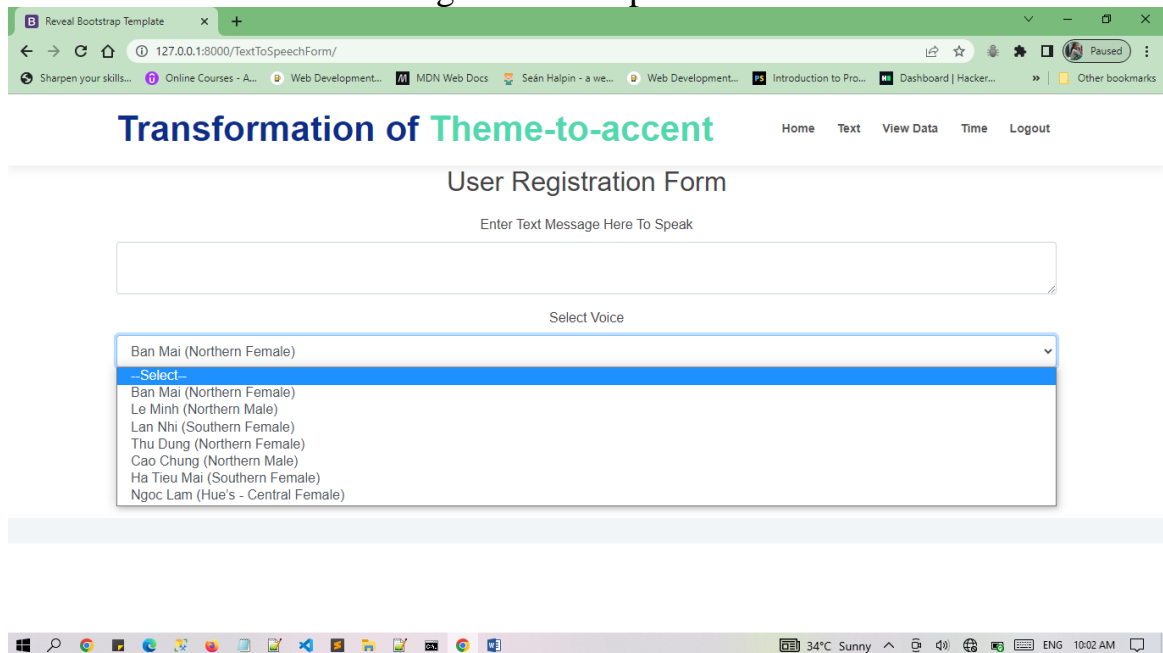 Reveal Bootstrap Template
127.0.0.1:8000/TextToSpeechForm/
Paused
Sharpen your skills... Online Courses - A... Web Development... MDN Web Docs Seán Halpin - a we... Web Development... Introduction to Pro... Dashboard | Hacker... » Other bookmarks
Transformation of Theme-to-accent Home Text View Data Time Logout
User Registration Form
Enter Text Message Here To Speak
Select Voice
Ban Mai (Northern Female)
--Select--
Ban Mai (Northern Female)
Le Minh (Northern Male)
Lan Nhi (Southern Female)
Thu Dung (Northern Female)
Cao Chung (Northern Male)
Ha Tieu Mai (Southern Female)
Ngoc Lam (Hue's - Central Female)
34°C Sunny ENG 10:02 AM